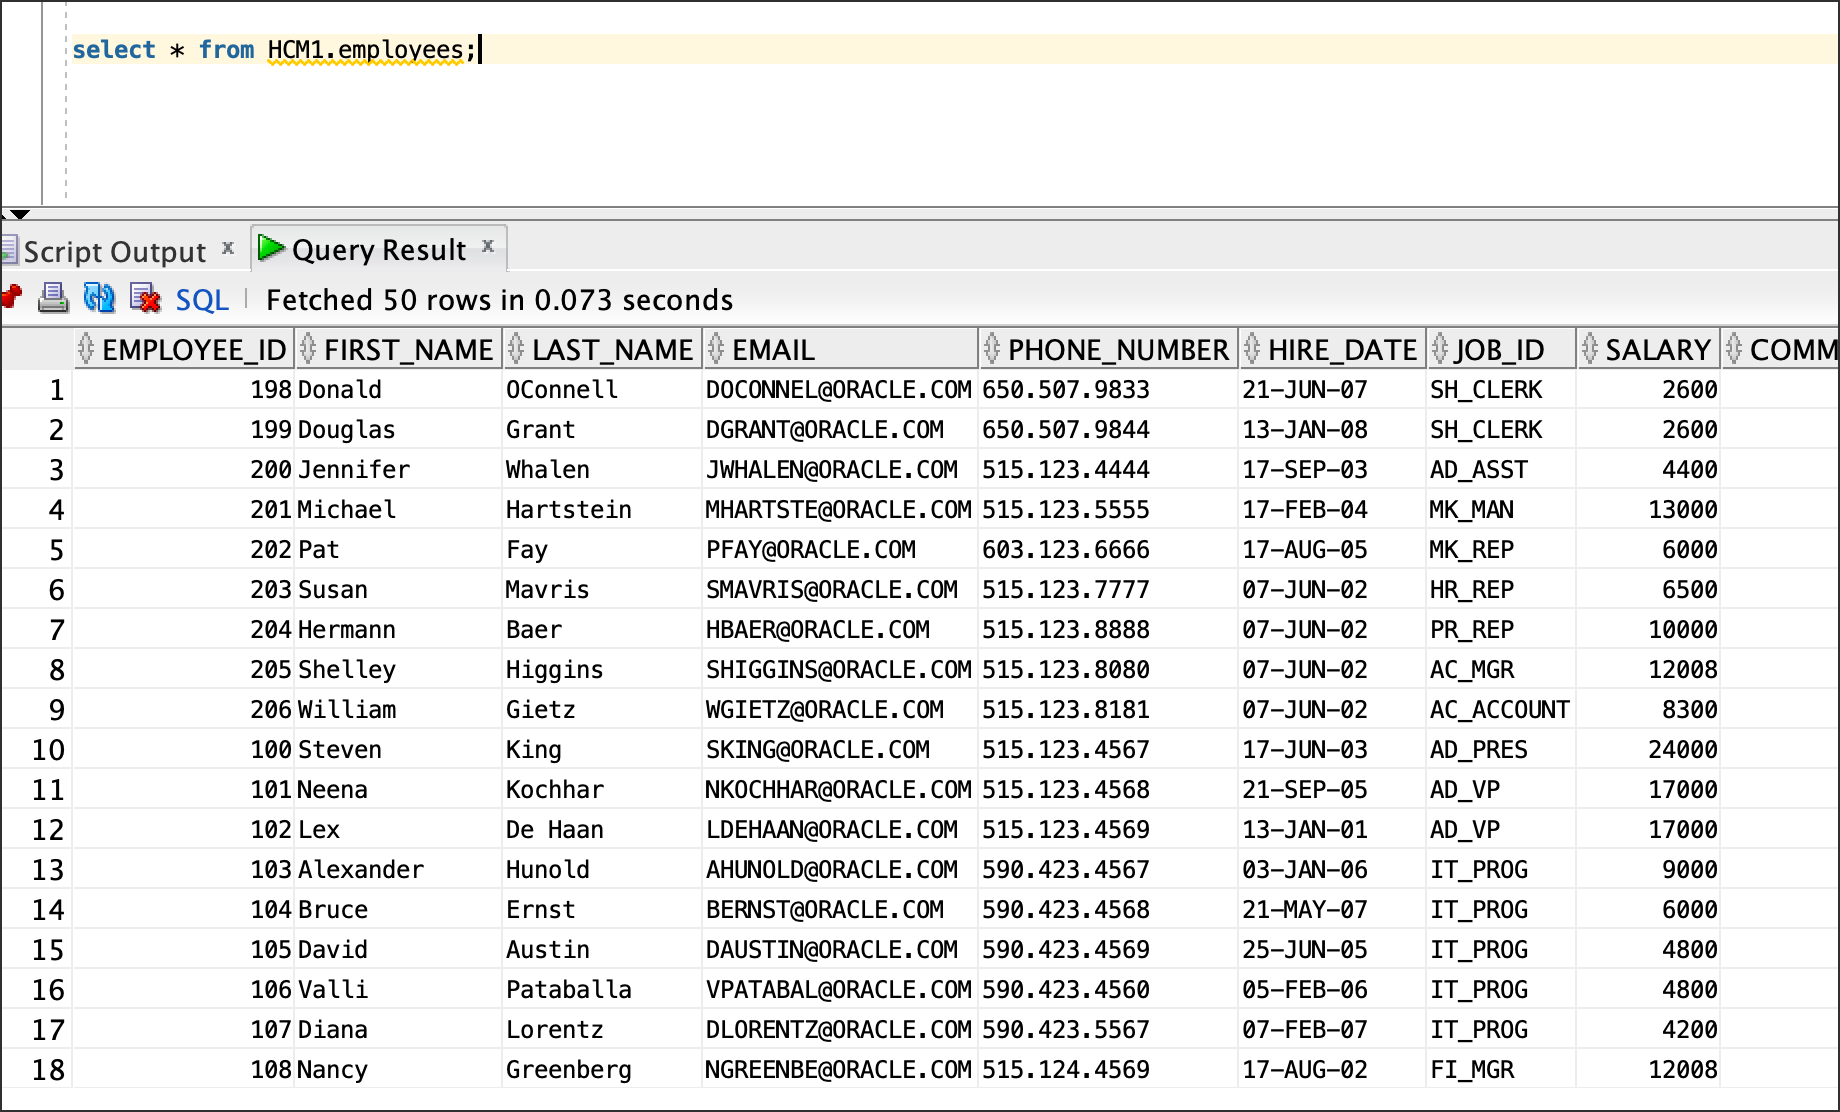 select * from HCM1.employees;
Script Output x Query Result x
SQL Fetched 50 rows in 0.073 seconds
EMPLOYEE_ID FIRST_NAME LAST_NAME EMAIL PHONE_NUMBER HIRE_DATE JOB_ID SALARY COMM
1 198 Donald OConnell DOCONNEL@ORACLE.COM 650.507.9833 21-JUN-07 SH_CLERK 2600
2 199 Douglas Grant DGRANT@ORACLE.COM 650.507.9844 13-JAN-08 SH_CLERK 2600
3 200 Jennifer Whalen JWHALEN@ORACLE.COM 515.123.4444 17-SEP-03 AD_ASST 4400
4 201 Michael Hartstein MHARTSTE@ORACLE.COM 515.123.5555 17-FEB-04 MK_MAN 13000
5 202 Pat Fay PFAY@ORACLE.COM 603.123.6666 17-AUG-05 MK_REP 6000
6 203 Susan Mavris SMAVRIS@ORACLE.COM 515.123.7777 07-JUN-02 HR_REP 6500
7 204 Hermann Baer HBAER@ORACLE.COM 515.123.8888 07-JUN-02 PR_REP 10000
8 205 Shelley Higgins SHIGGINS@ORACLE.COM 515.123.8080 07-JUN-02 AC_MGR 12008
9 206 William Gietz WGIETZ@ORACLE.COM 515.123.8181 07-JUN-02 AC_ACCOUNT 8300
10 100 Steven King SKING@ORACLE.COM 515.123.4567 17-JUN-03 AD_PRES 24000
11 101 Neena Kochhar NKOCHHAR@ORACLE.COM 515.123.4568 21-SEP-05 AD_VP 17000
12 102 Lex De Haan LDEHAAN@ORACLE.COM 515.123.4569 13-JAN-01 AD_VP 17000
13 103 Alexander Hunold AHUNOLD@ORACLE.COM 590.423.4567 03-JAN-06 IT_PROG 9000
14 104 Bruce Ernst BERNST@ORACLE.COM 590.423.4568 21-MAY-07 IT_PROG 6000
15 105 David Austin DAUSTIN@ORACLE.COM 590.423.4569 25-JUN-05 IT_PROG 4800
16 106 Valli Pataballa VPATABAL@ORACLE.COM 590.423.4560 05-FEB-06 IT_PROG 4800
17 107 Diana Lorentz DLORENTZ@ORACLE.COM 590.423.5567 07-FEB-07 IT_PROG 4200
18 108 Nancy Greenberg NGREENBE@ORACLE.COM 515.124.4569 17-AUG-02 FI_MGR 12008